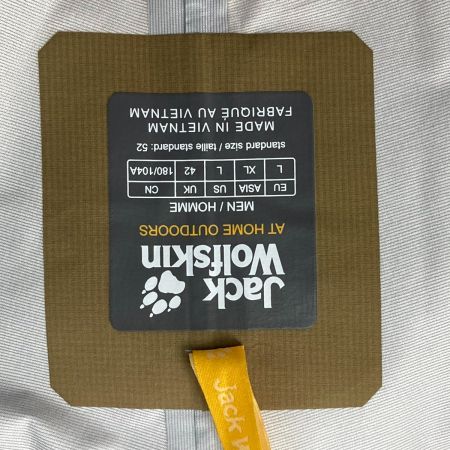 Jack
Wolfskin
AT HOME OUTDOORS
MEN / HOMME
EU ASIA US UK CN
L XL L 42 180/104A
standard size / taille standard: 52
MADE IN VIETNAM
FABRIQUÉ AU VIETNAM
Jack